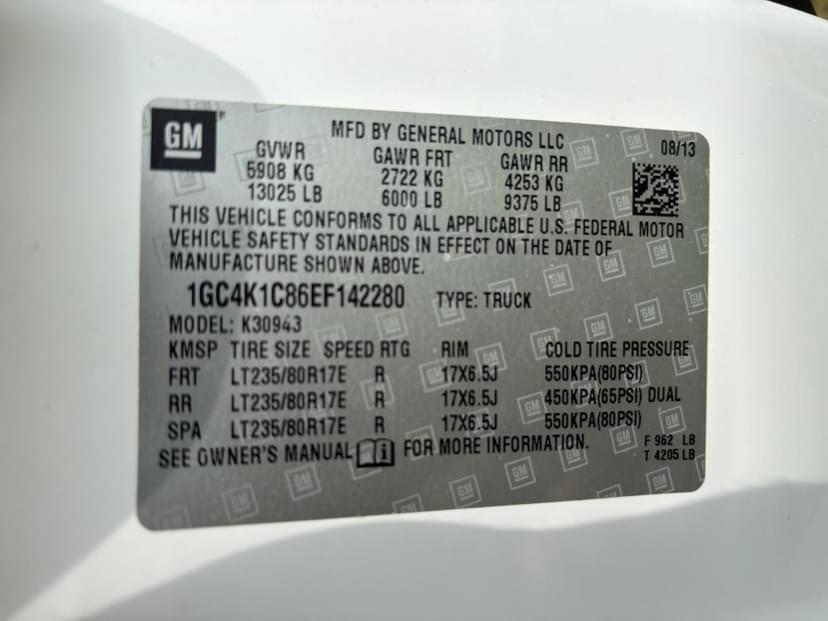 GM
MFD BY GENERAL MOTORS LLC
08/13
GVWR GAWR FRT GAWR RR
5908 KG 2722 KG 4253 KG
13025 LB 6000 LB 9375 LB
THIS VEHICLE CONFORMS TO ALL APPLICABLE U.S. FEDERAL MOTOR
VEHICLE SAFETY STANDARDS IN EFFECT ON THE DATE OF
MANUFACTURE SHOWN ABOVE.
1GC4K1C86EF142280 TYPE: TRUCK
MODEL: K30943
KMSP TIRE SIZE SPEED RTG RIM COLD TIRE PRESSURE
FRT LT235/80R17E R 17X6.5J 550KPA(80PSI)
RR LT235/80R17E R 17X6.5J 450KPA(65PSI) DUAL
SPA LT235/80R17E R 17X6.5J 550KPA(80PSI)
SEE OWNER'S MANUAL FOR MORE INFORMATION.
F 962 LB
T 4205 LB